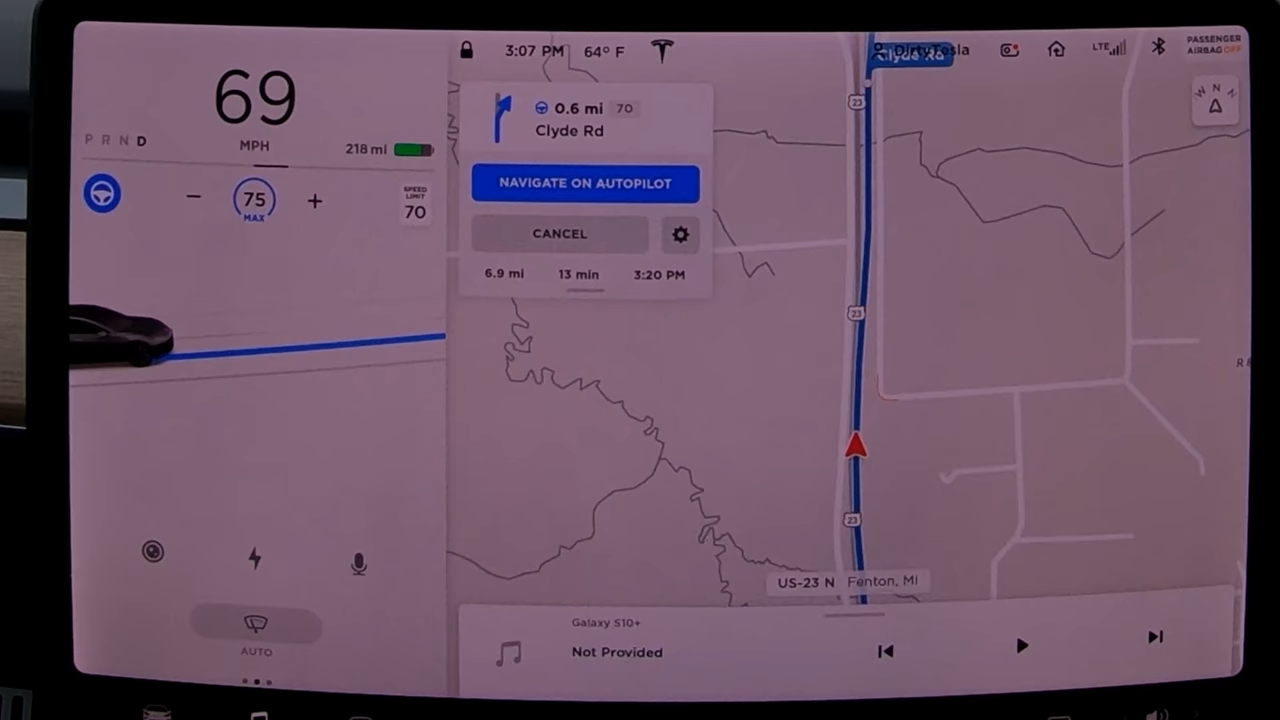 69
MPH
P R N D
218 mi
75
MAX
SPEED
LIMIT
70
3:07 PM 64° F
DirtyTesla
LTE
PASSENGER
AIRBAG OFF
Clyde Rd
W N N
0.6 mi 70
Clyde Rd
NAVIGATE ON AUTOPILOT
CANCEL
6.9 mi 13 min 3:20 PM
23
23
23
US-23 N Fenton, MI
Galaxy S10+
Not Provided
AUTO